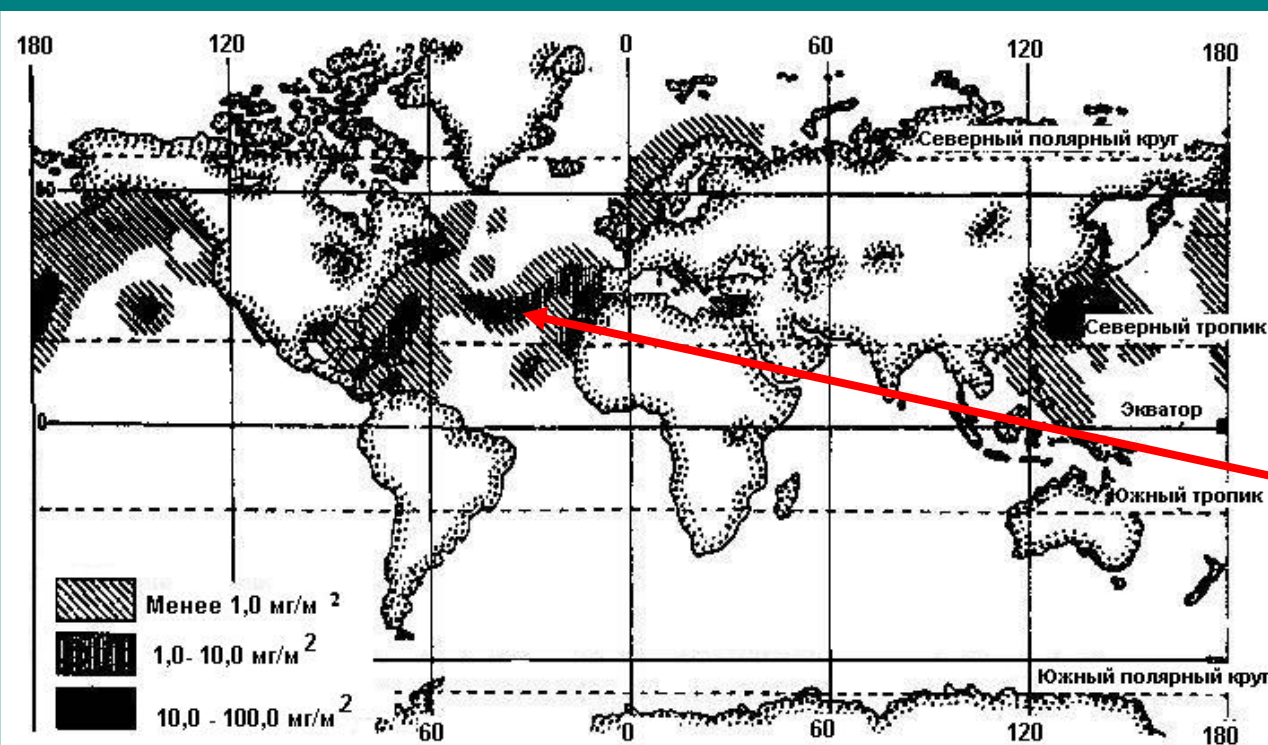 180 120 60 0 60 120 180
Северный полярный круг
60
Северный тропик
Экватор
0
Южный тропик
Менее 1,0 мг/м 2
1,0- 10,0 мг/м 2
Южный полярный круг
10,0 - 100,0 мг/м 2
60 0 60 120 180